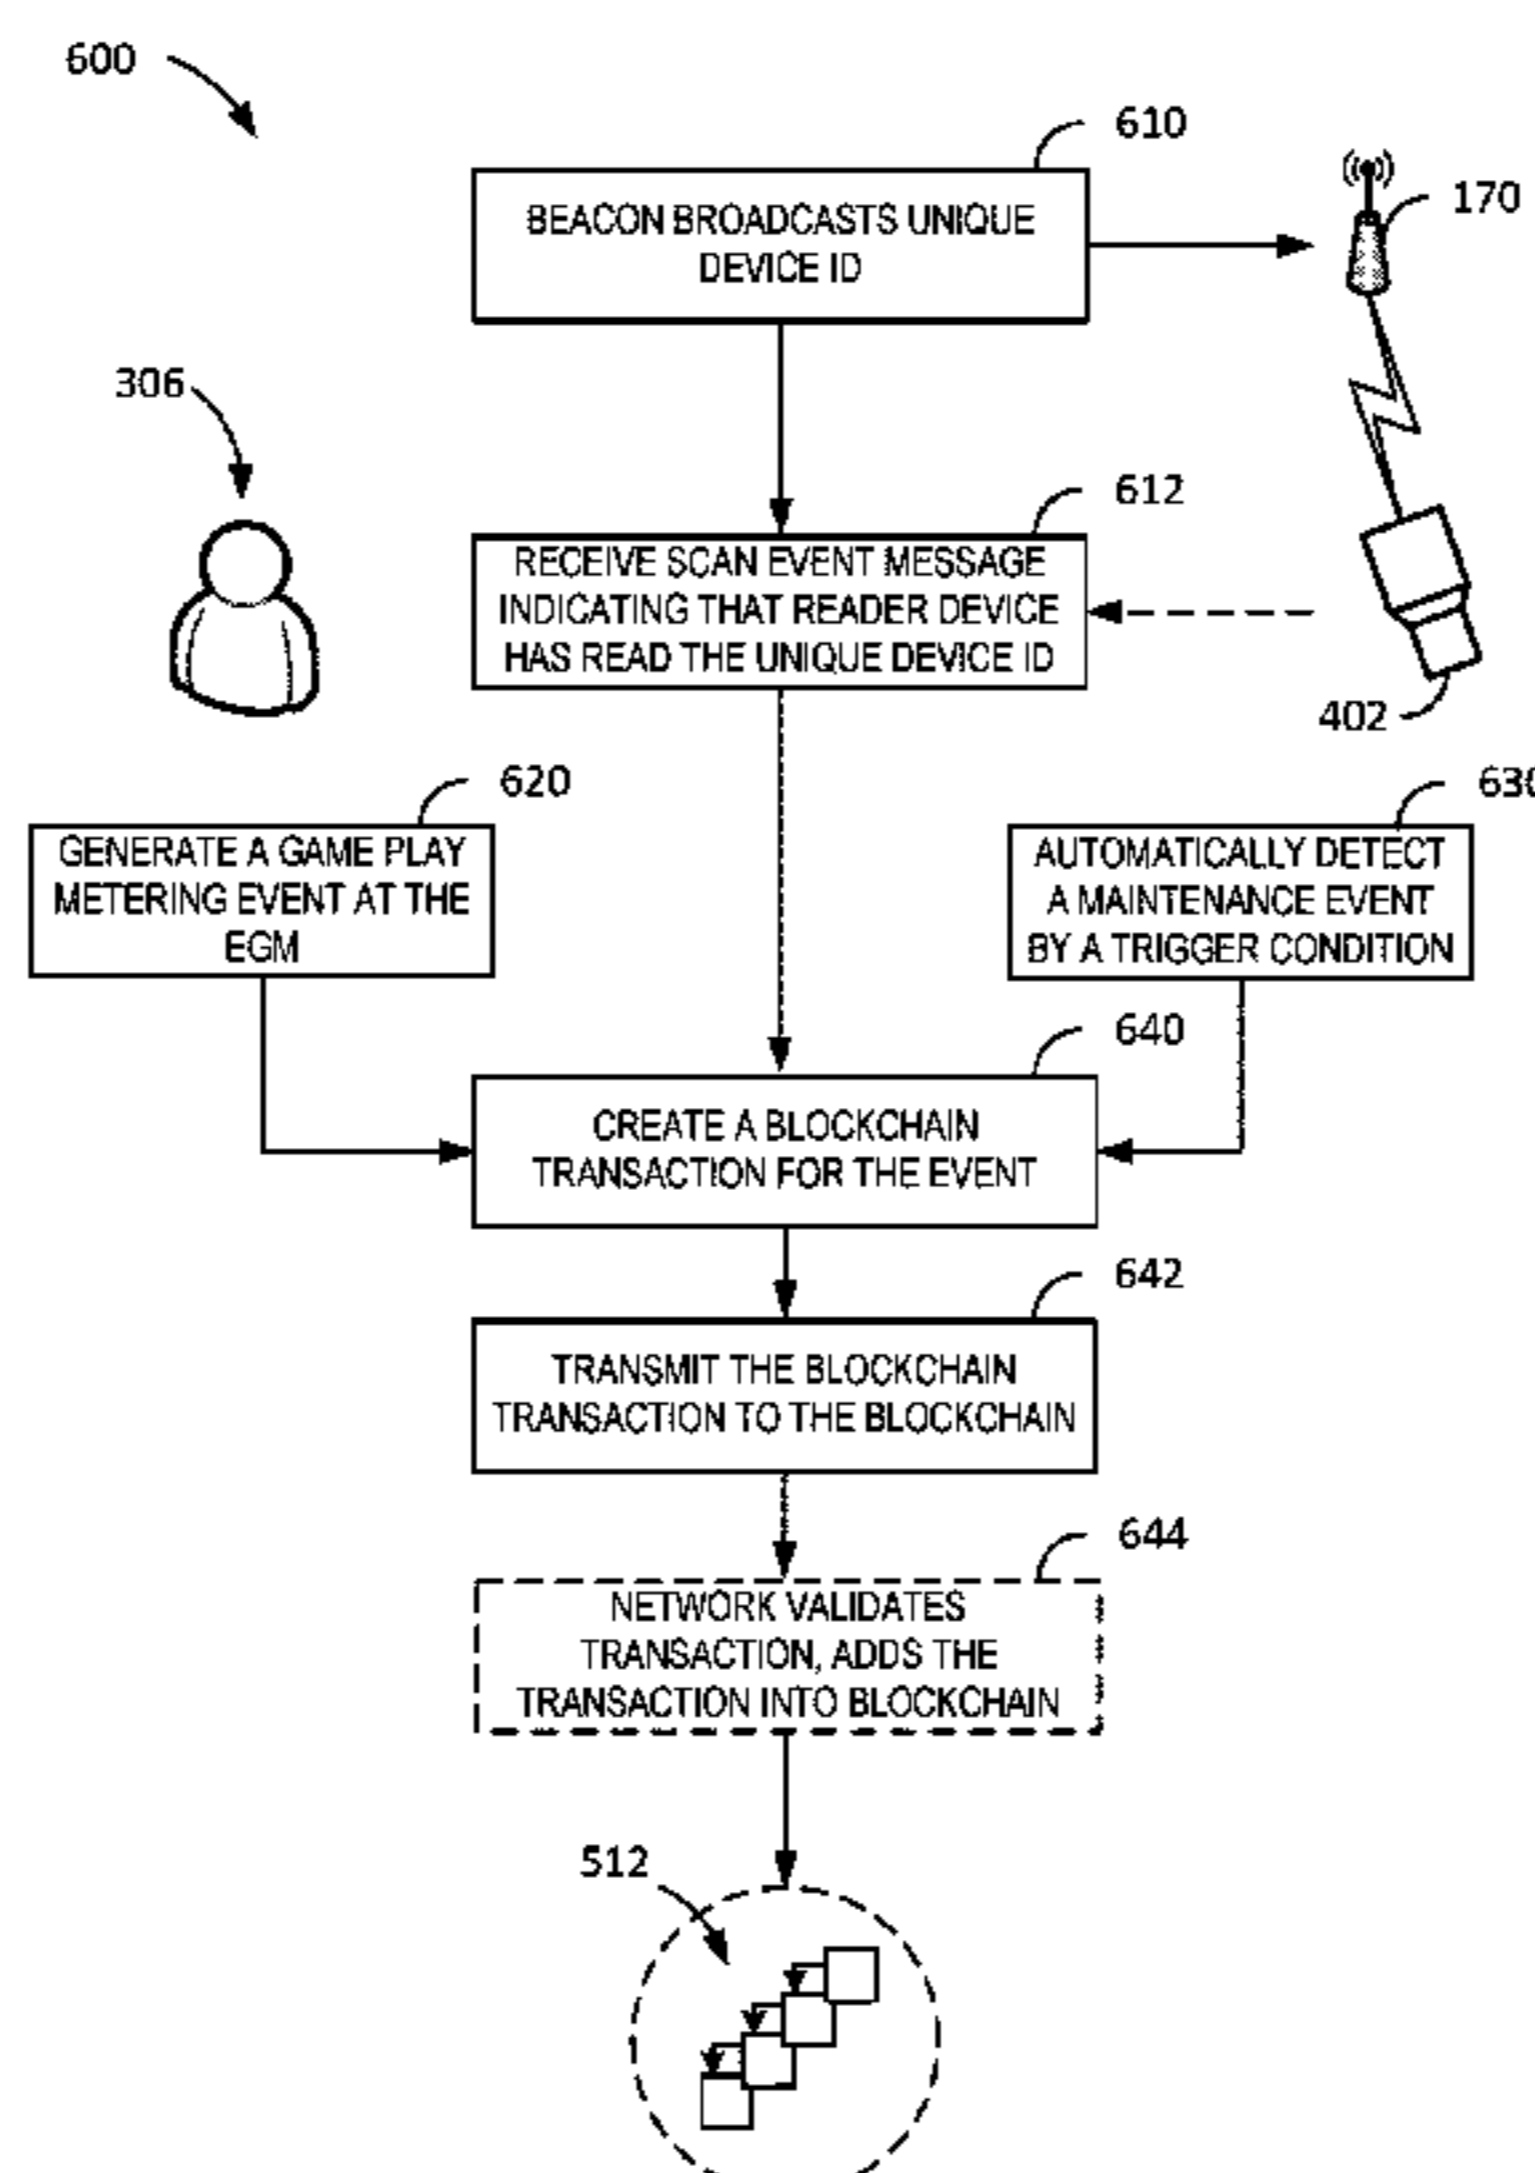 600
610
BEACON BROADCASTS UNIQUE
DEVICE ID
170
306
612
RECEIVE SCAN EVENT MESSAGE
INDICATING THAT READER DEVICE
HAS READ THE UNIQUE DEVICE ID
402
620
GENERATE A GAME PLAY
METERING EVENT AT THE
EGM
630
AUTOMATICALLY DETECT
A MAINTENANCE EVENT
BY A TRIGGER CONDITION
640
CREATE A BLOCKCHAIN
TRANSACTION FOR THE EVENT
642
TRANSMIT THE BLOCKCHAIN
TRANSACTION TO THE BLOCKCHAIN
644
NETWORK VALIDATES
TRANSACTION, ADDS THE
TRANSACTION INTO BLOCKCHAIN
512